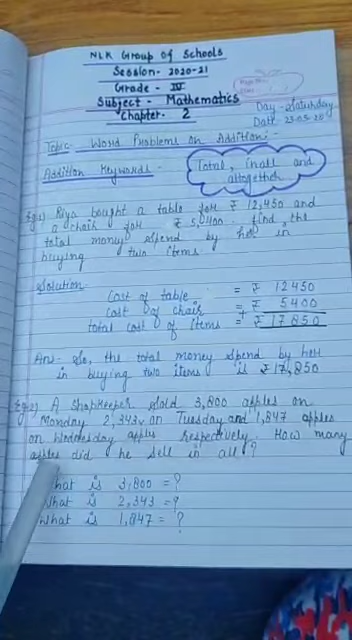 NLK Group of Schools
Session- 2020-21
Grade - IV
Subject - Mathematics
Chapter- 2
Day - Saturday
Date- 23.05.20
Topic- Word Problems on Addition:-
Addition Keywords-
Total, inall and
altogether
Eg:1) Riya bought a table for ₹ 12,450 and
a chair for ₹ 5,400. find the
total money spend by her in
buying two items
Solution-
Cost of table = ₹ 12450
cost of chair = ₹ 5400
total cost of items = + ₹ 17850
Ans- So, the total money spend by her
in buying two items is ₹ 17,850
Eg:2) A shopkeeper sold 3,800 apples on
Monday 2,343 on Tuesday and 1,847 apples
on Wednesday respectively. How many
apples did he sell in all?
What is 3,800 = ?
What is 2,343 = ?
What is 1,847 = ?